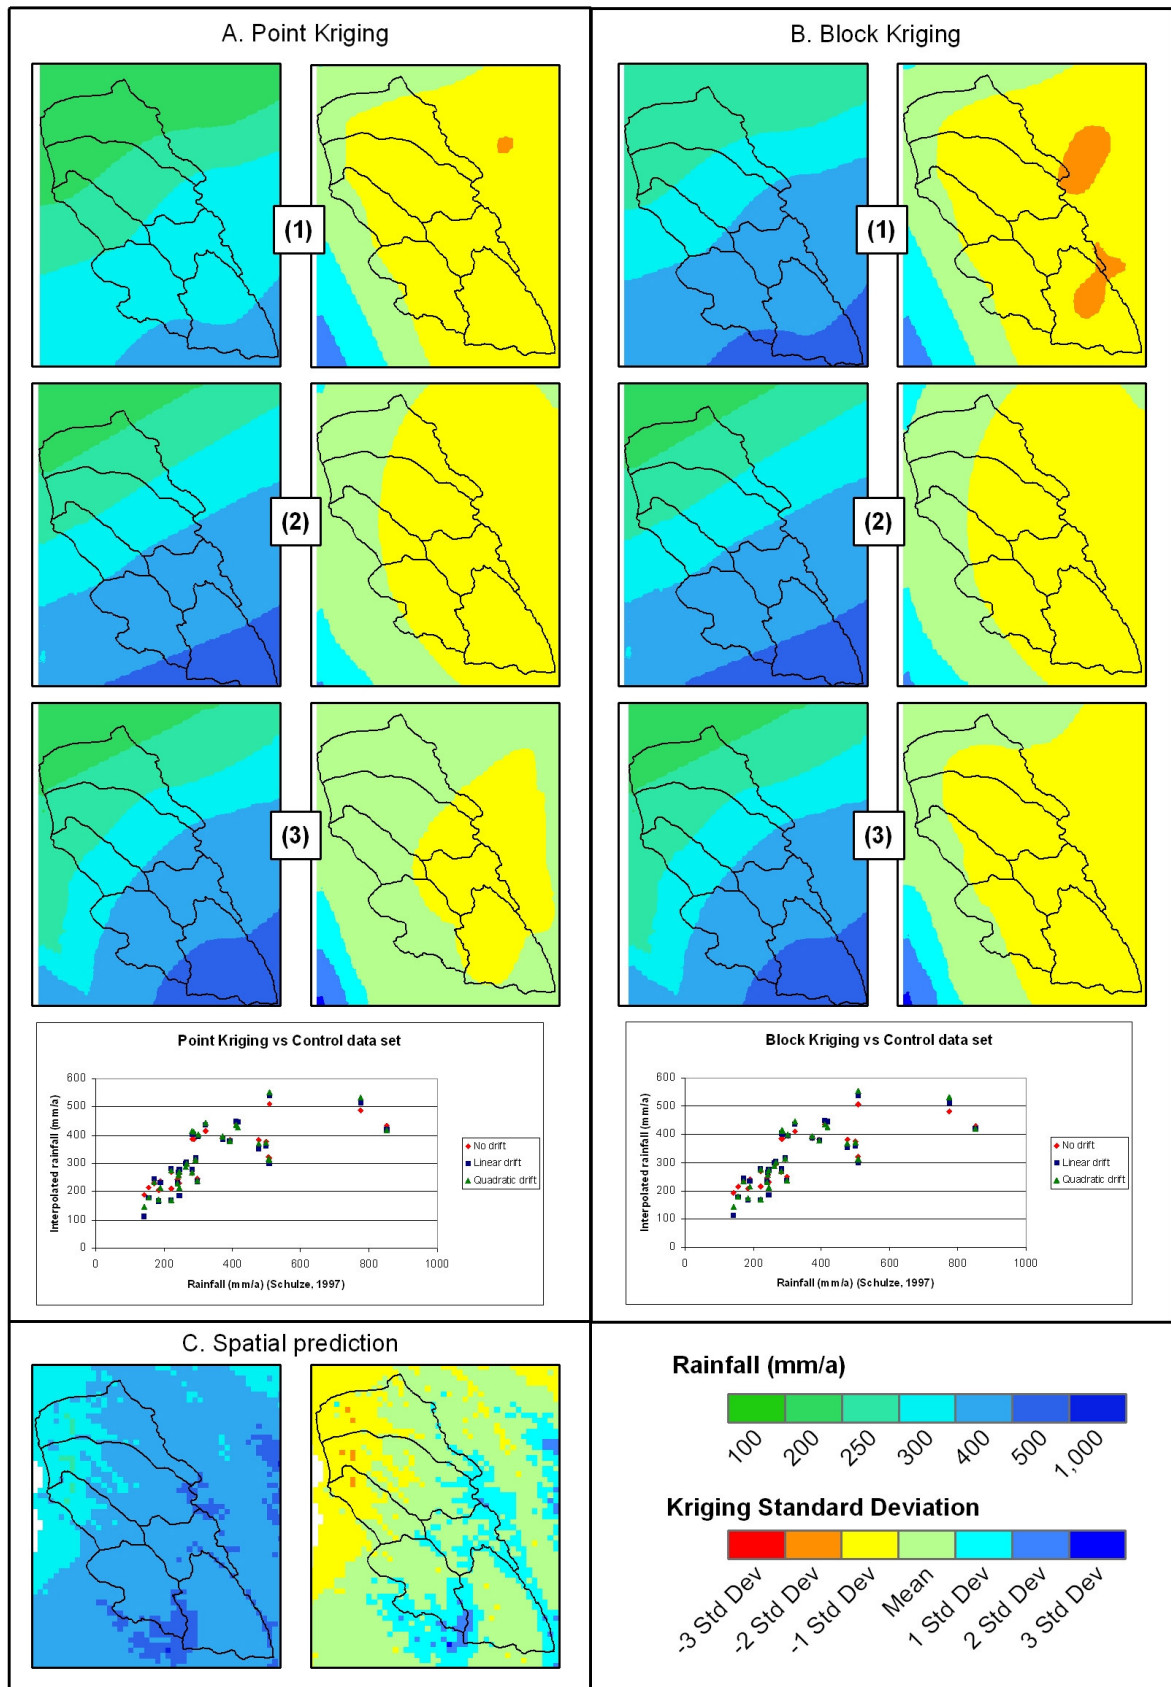 A. Point Kriging
B. Block Kriging
(1)
(1)
(2)
(2)
(3)
(3)
Point Kriging vs Control data set
Interpolated rainfall (mm/a)
600
500
400
300
200
100
0
0 200 400 600 800 1000
Rainfall (mm/a) (Schulze, 1997)
No drift
Linear drift
Quadratic drift
Block Kriging vs Control data set
Interpolated rainfall (mm/a)
600
500
400
300
200
100
0
0 200 400 600 800 1000
Rainfall (mm/a) (Schulze, 1997)
No drift
Linear drift
Quadratic drift
C. Spatial prediction
Rainfall (mm/a)
100 200 250 300 400 500 1,000
Kriging Standard Deviation
-3 Std Dev -2 Std Dev -1 Std Dev Mean 1 Std Dev 2 Std Dev 3 Std Dev